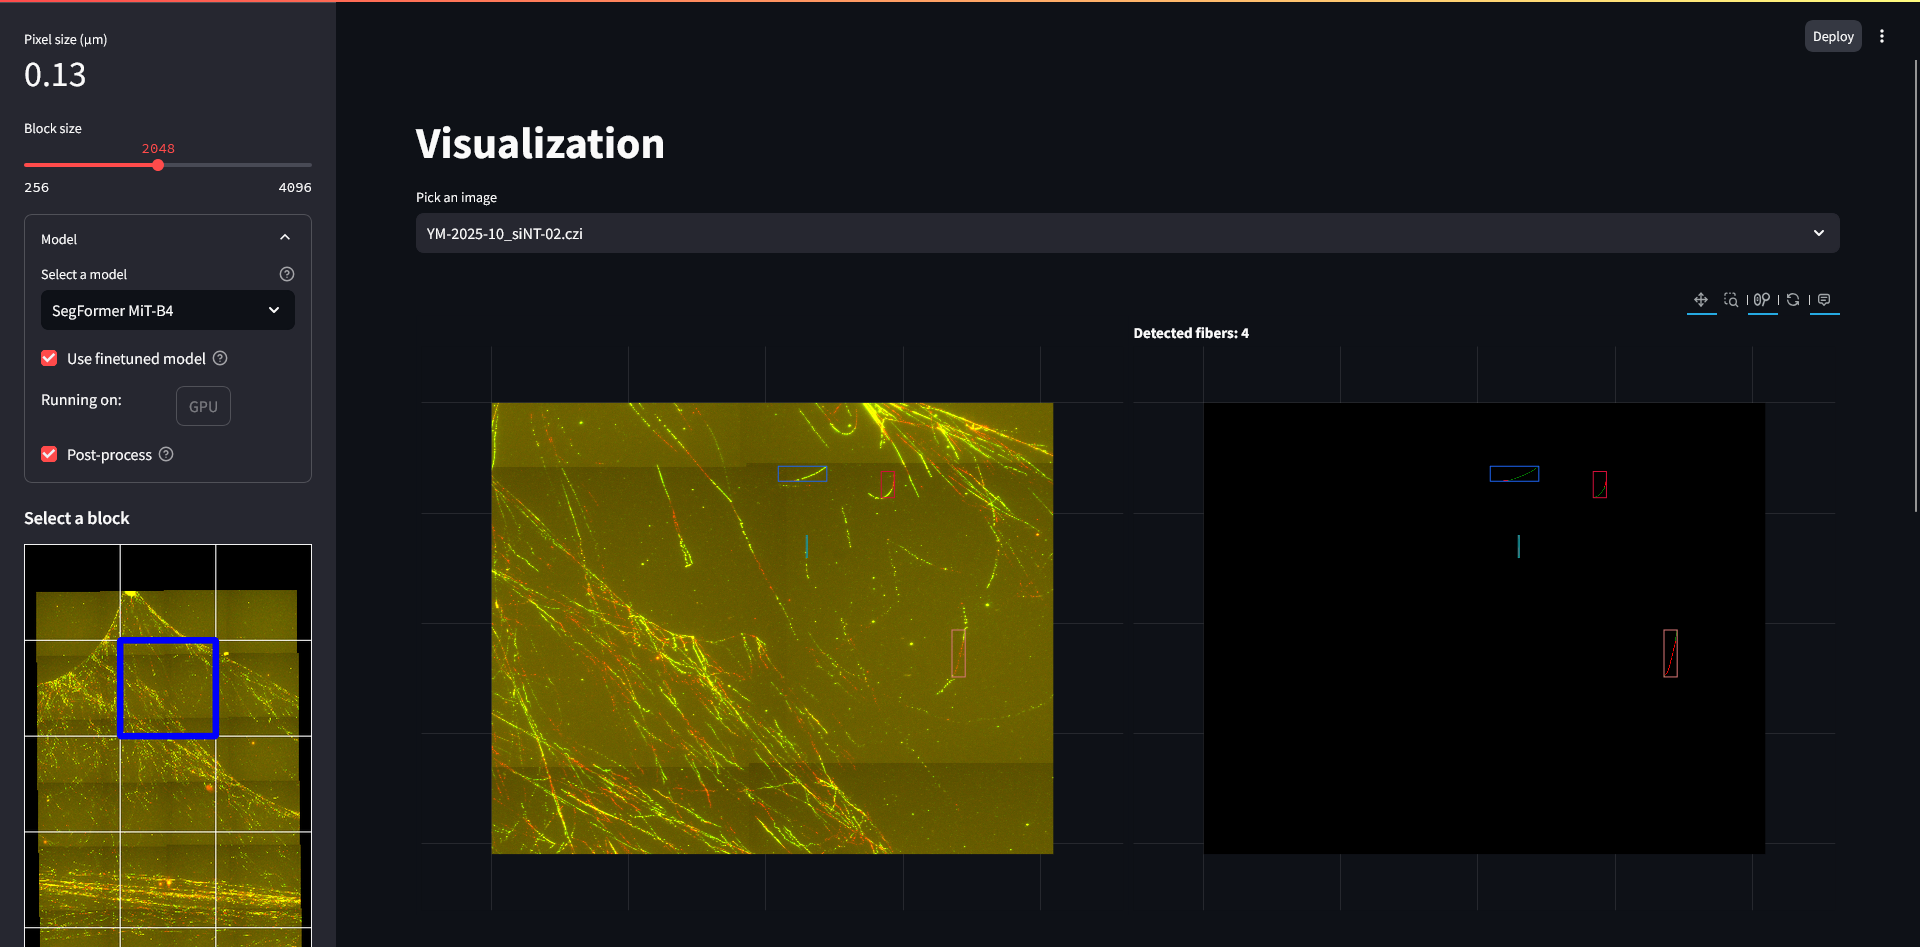 Pixel size (μm)
0.13
Block size
2048
256
4096
Model
Select a model
SegFormer MiT-B4
Use finetuned model
Running on:
GPU
Post-process
Select a block
Deploy
Visualization
Pick an image
YM-2025-10_siNT-02.czi
Detected fibers: 4